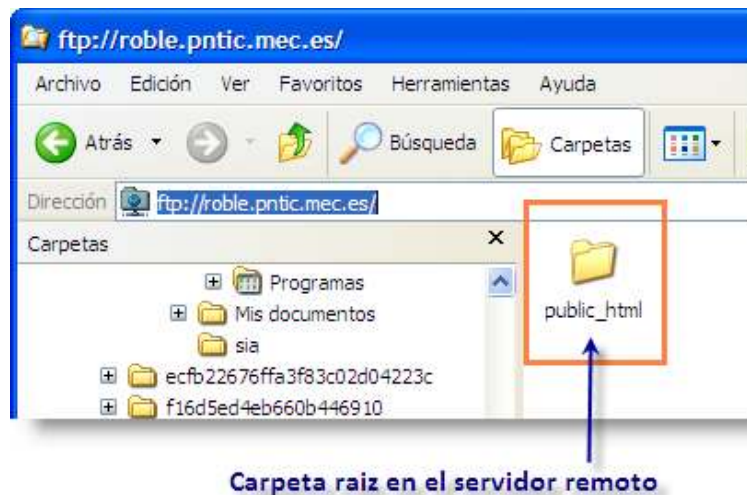 ftp://roble.pntic.mec.es/
Archivo Edición Ver Favoritos Herramientas Ayuda
Atrás Búsqueda Carpetas
Dirección ftp://roble.pntic.mec.es/
Carpetas
Programas
Mis documentos
sia
ecfb22676ffa3f83c02d04223c
f16d5ed4eb660b446910
public_html
Carpeta raiz en el servidor remoto